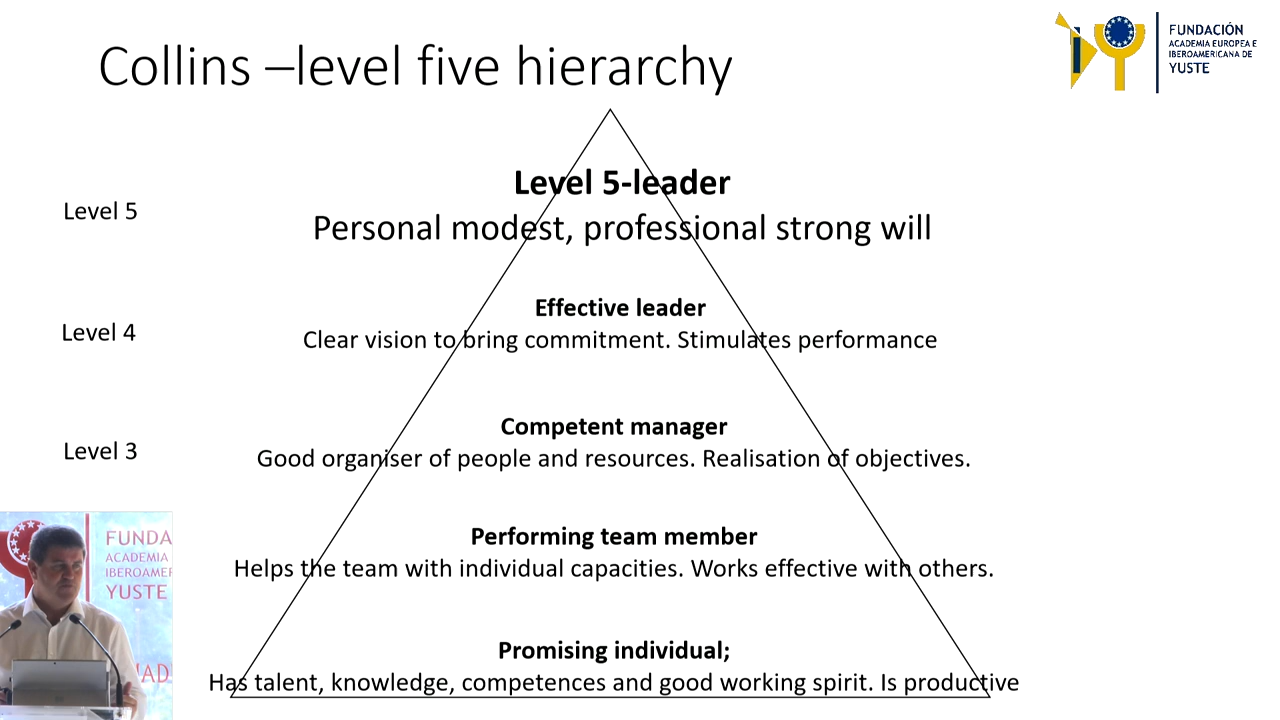 Collins –level five hierarchy
FUNDACIÓN
ACADEMIA EUROPEA E
IBEROAMERICANA DE
YUSTE
Level 5-leader
Level 5
Personal modest, professional strong will
Effective leader
Level 4
Clear vision to bring commitment. Stimulates performance
Competent manager
Level 3
Good organiser of people and resources. Realisation of objectives.
Performing team member
Helps the team with individual capacities. Works effective with others.
Promising individual;
Has talent, knowledge, competences and good working spirit. Is productive
FUNDA
ACADEMIA
IBEROAMER
YUSTE